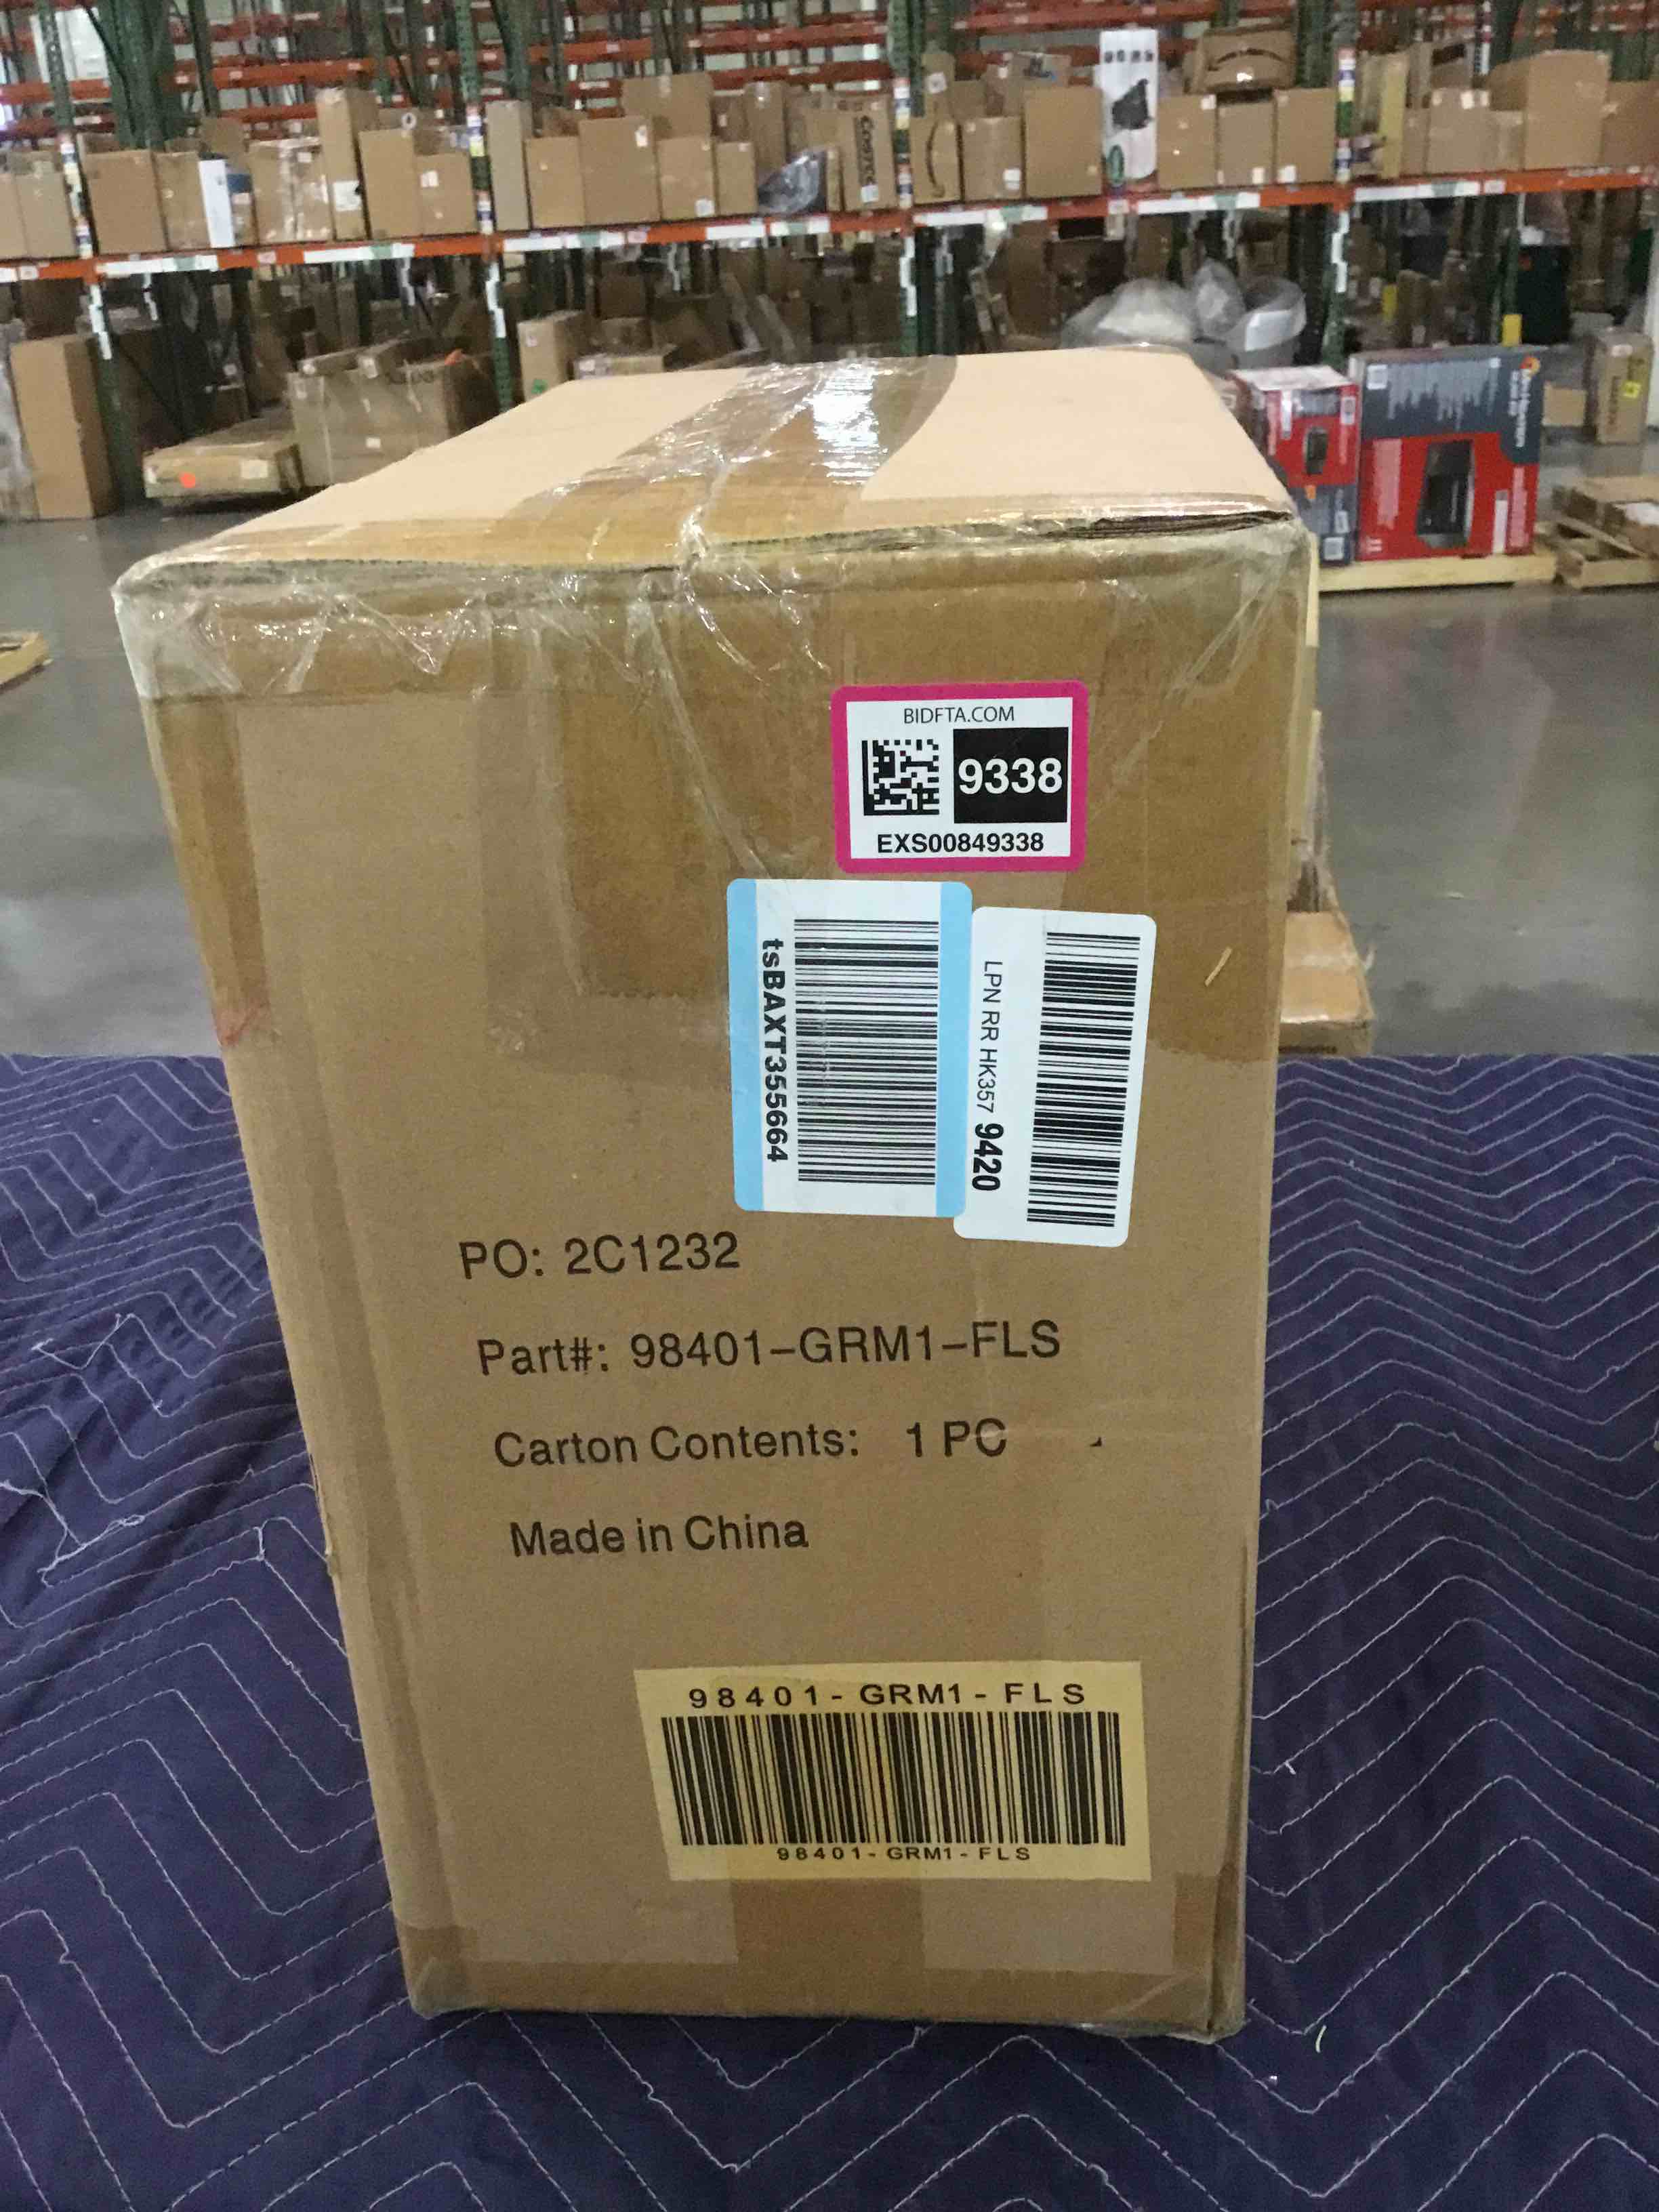 COSTCO
BIDFTA.COM
9338
EXS00849338
tsBAXT355664
LPN RR HK357 9420
PO: 2C1232
Part#: 98401-GRM1-FLS
Carton Contents: 1 PC
Made in China
98401-GRM1-FLS
98401-GRM1-FLS